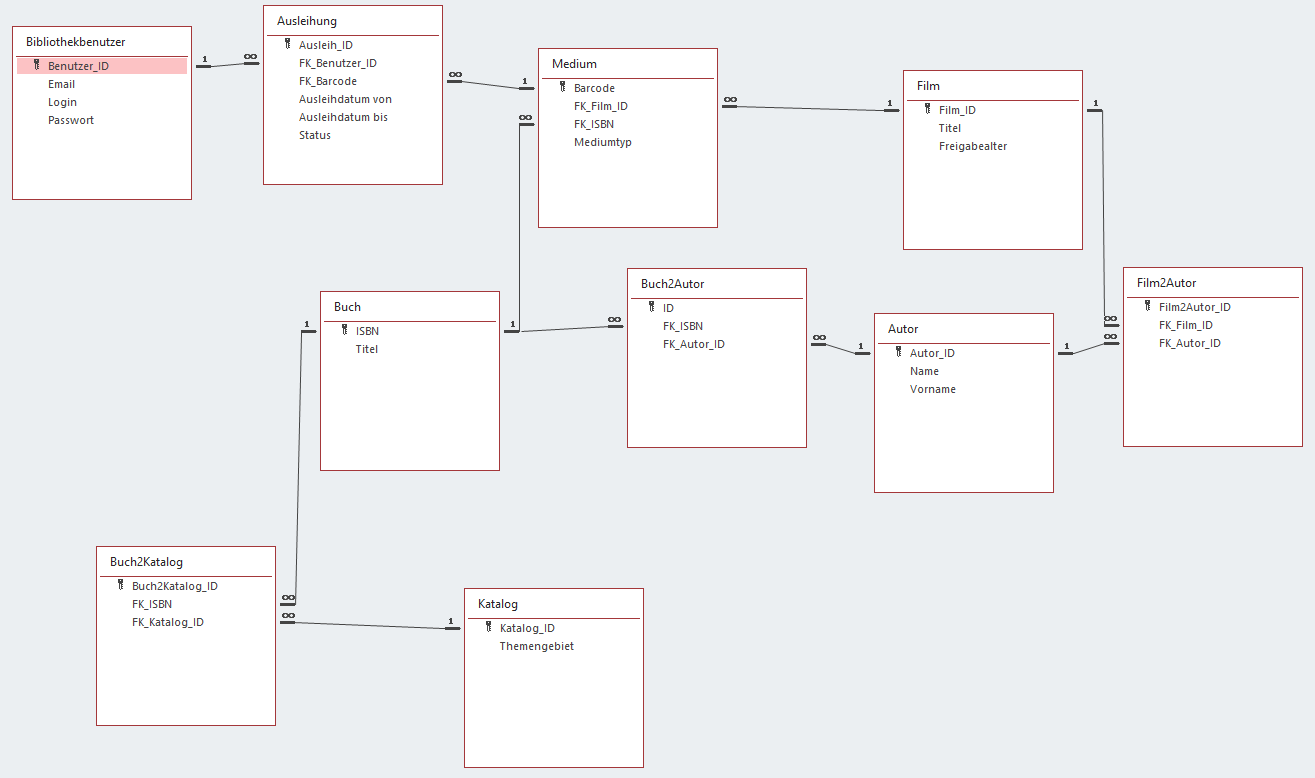 Bibliothekbenutzer
Benutzer_ID
Email
Login
Passwort
1
∞
Ausleihung
Ausleih_ID
FK_Benutzer_ID
FK_Barcode
Ausleihdatum von
Ausleihdatum bis
Status
∞
1
Medium
Barcode
FK_Film_ID
FK_ISBN
Mediumtyp
∞
∞
1
Film
Film_ID
Titel
Freigabealter
1
Buch
ISBN
Titel
1
1
∞
Buch2Autor
ID
FK_ISBN
FK_Autor_ID
∞
1
Autor
Autor_ID
Name
Vorname
1
∞
∞
Film2Autor
Film2Autor_ID
FK_Film_ID
FK_Autor_ID
Buch2Katalog
Buch2Katalog_ID
FK_ISBN
FK_Katalog_ID
∞
∞
1
Katalog
Katalog_ID
Themengebiet